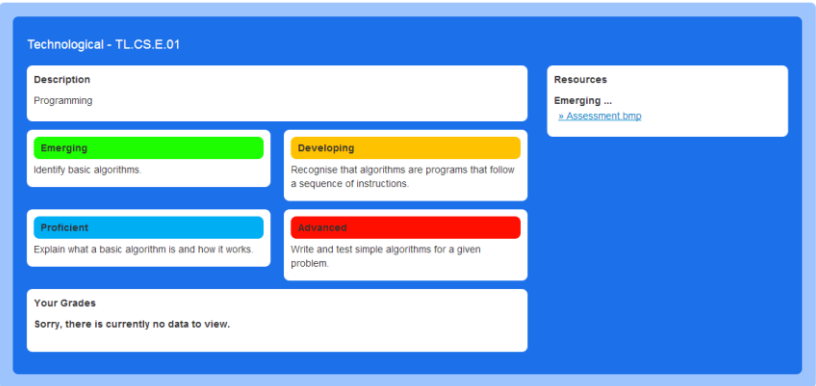 Technological - TL.CS.E.01
Description
Programming
Resources
Emerging ...
» Assessment.bmp
Emerging
Identify basic algorithms.
Developing
Recognise that algorithms are programs that follow
a sequence of instructions.
Proficient
Explain what a basic algorithm is and how it works.
Advanced
Write and test simple algorithms for a given
problem.
Your Grades
Sorry, there is currently no data to view.